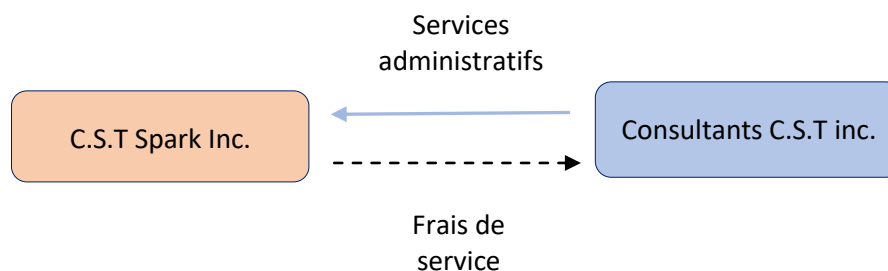 Services
administratifs
C.S.T Spark Inc.
Consultants C.S.T inc.
Frais de
service